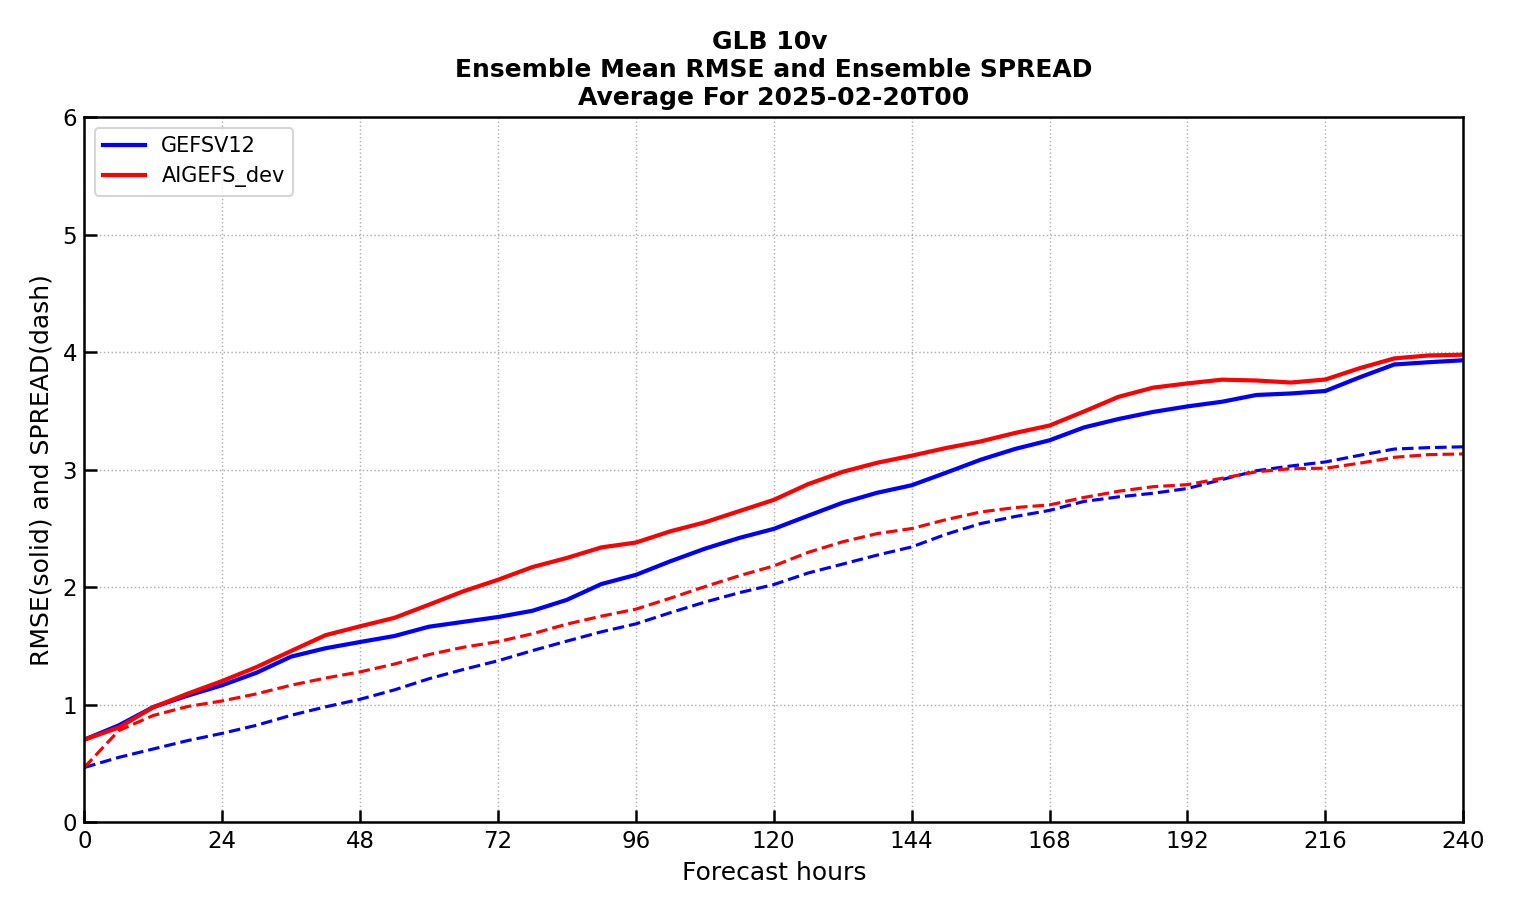 GLB 10v
Ensemble Mean RMSE and Ensemble SPREAD
Average For 2025-02-20T00
GEFSV12
AIGEFS_dev
RMSE(solid) and SPREAD(dash)
6
5
4
3
2
1
0
0 24 48 72 96 120 144 168 192 216 240
Forecast hours